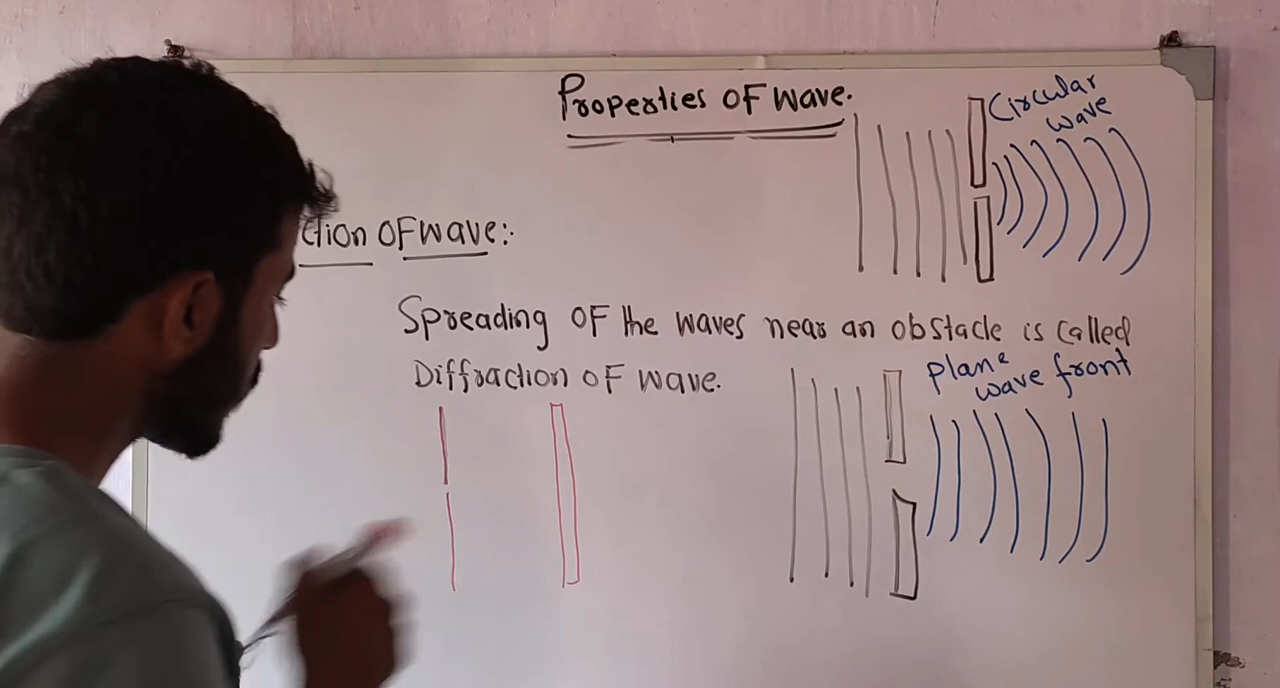 Properties OF wave.
Circular
wave
ction OF wave:
Spreading OF the waves near an obstacle is called
Diffraction OF wave.
plane
wave front